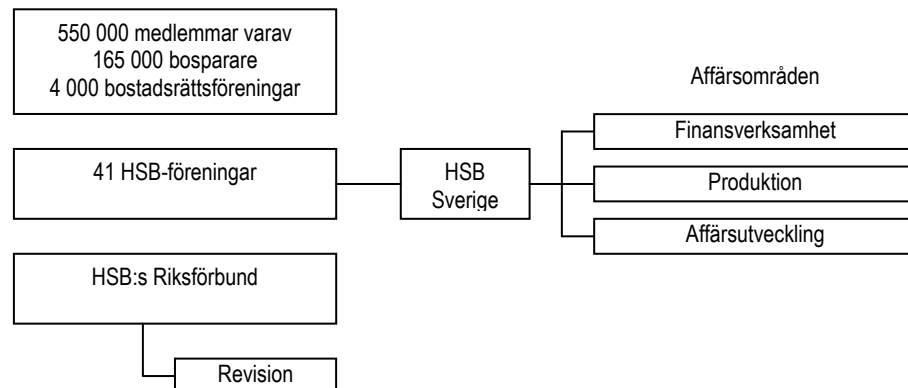 550 000 medlemmar varav
165 000 bosparare
4 000 bostadsrättsföreningar
Affärsområden
Finansverksamhet
41 HSB-föreningar
HSB
Sverige
Produktion
Affärsutveckling
HSB:s Riksförbund
Revision